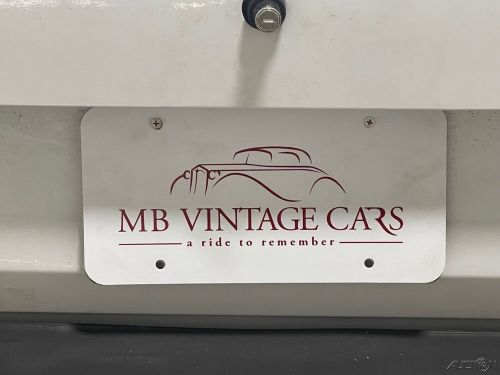 MB VINTAGE CARS
a ride to remember